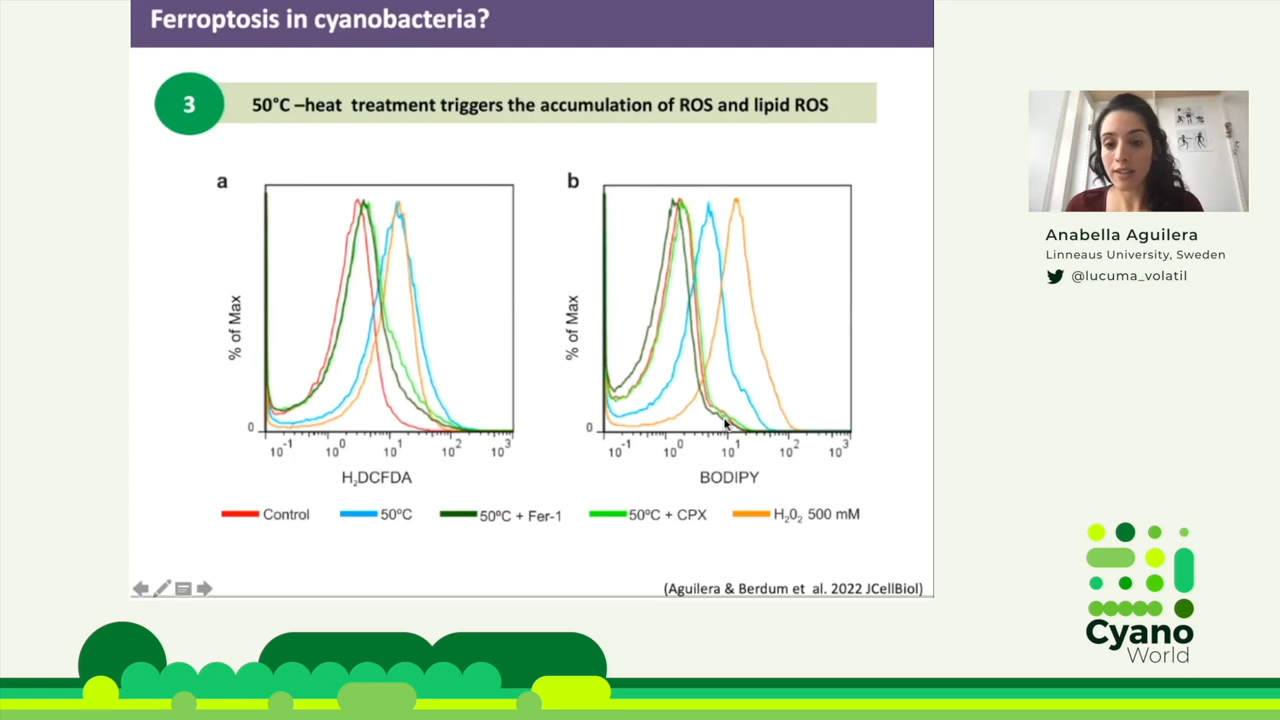 Ferroptosis in cyanobacteria?
3
50°C –heat treatment triggers the accumulation of ROS and lipid ROS
a
% of Max
0
10⁻¹ 10⁰ 10¹ 10² 10³
H₂DCFDA
b
% of Max
0
10⁻¹ 10⁰ 10¹ 10² 10³
BODIPY
Control 50ºC 50ºC + Fer-1 50ºC + CPX H₂0₂ 500 mM
(Aguilera & Berdum et al. 2022 JCellBiol)
Anabella Aguilera
Linneaus University, Sweden
@lucuma_volatil
Cyano
World